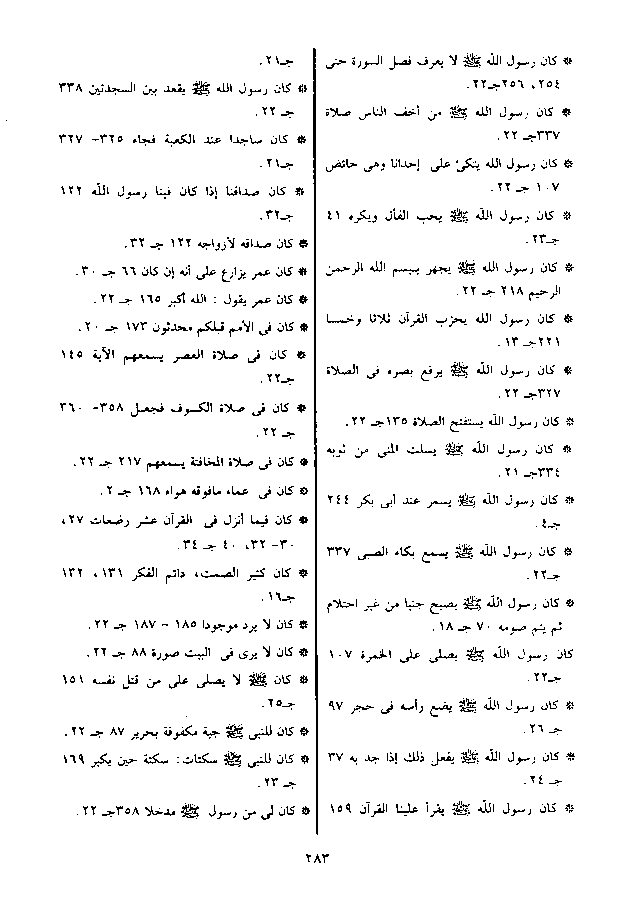 * كان رسول الله ﷺ لا يعرف فصل السورة حتى
٢٥٤، ٢٥٦جـ٢٢.
* كان رسول الله ﷺ من أخف الناس صلاة
٣٣٧جـ ٢٢.
* كان رسول الله يتكئ على إحدانا وهى حائض
١٠٧ جـ ٢٢.
* كان رسول الله ﷺ يحب الفأل ويكره ٤١
جـ٢٣.
* كان رسول الله ﷺ يجهر ببسم الله الرحمن
الرحيم ٢١٨ جـ ٢٢.
* كان رسول الله يحزب القرآن ثلاثا وخمسا
٢٢١جـ ١٣.
* كان رسول الله ﷺ يرفع بصره فى الصلاة
٣٢٧جـ ٢٢.
* كان رسول الله يستفتح الصلاة ١٣٥جـ ٢٢.
* كان رسول الله ﷺ يسلت المنى من ثوبه
٣٣٤جـ ٢١.
* كان رسول الله ﷺ يسمر عند أبى بكر ٢٤٤
جـ٤.
* كان رسول الله ﷺ يسمع بكاء الصبى ٣٣٧
جـ٢٢.
* كان رسول الله ﷺ يصبح جنبا من غير احتلام
ثم يتم صومه ٧٠ جـ ١٨.
كان رسول الله ﷺ يصلى على الخمرة ١٠٧
جـ٢٢.
* كان رسول الله ﷺ يضع رأسه فى حجر ٩٧
جـ ٢٦.
* كان رسول الله ﷺ يفعل ذلك إذا جد به ٣٧
جـ ٢٤.
* كان رسول الله ﷺ يقرأ علينا القرآن ١٥٩
جـ٢١.
* كان رسول الله ﷺ يقعد بين السجدتين ٣٣٨
جـ ٢٢.
* كان ساجدا عند الكعبة فجاء ٣٢٥- ٣٢٧
جـ٢١.
* كان صداقنا إذا كان فينا رسول الله ١٢٢
جـ٣٢.
* كان صداقه لأزواجه ١٢٢ جـ ٣٢.
* كان عمر يزارع على أنه إن كان ٦٦ جـ ٣٠.
* كان عمر يقول : الله أكبر ١٦٥ جـ ٢٢.
* كان فى الأمم قبلكم محدثون ١٧٣ جـ ٢٠.
* كان فى صلاة العصر يسمعهم الآية ١٤٥
جـ٢٢.
* كان فى صلاة الكسوف فجعل ٣٥٨- ٣٦٠
جـ ٢٢.
* كان فى صلاة المخافتة يسمعهم ٢١٧ جـ ٢٢.
* كان فى عماء مافوقه هواء ١٦٨ جـ ٢.
* كان فيما أنزل فى القرآن عشر رضعات ٢٧،
٣٠- ٣٢، ٤٠ جـ ٣٤.
* كان كثير الصمت، دائم الفكر ١٣١، ١٣٢
جـ١٦.
* كان لا يرد موجودا ١٨٥ - ١٨٧ جـ ٢٢.
* كان لا يرى فى البيت صورة ٨٨ جـ ٢٢.
* كان ﷺ لا يصلى على من قتل نفسه ١٥١
جـ٢٥.
* كان للنبي ﷺ جبة مكفوفة بحرير ٨٧ جـ ٢٢.
* كان للنبى ﷺ سكتات: سكتة حين يكبر ١٦٩
جـ ٢٣.
* كان لى من رسول ﷺ مدخلا ٣٥٨جـ ٢٢.
٢٨٣